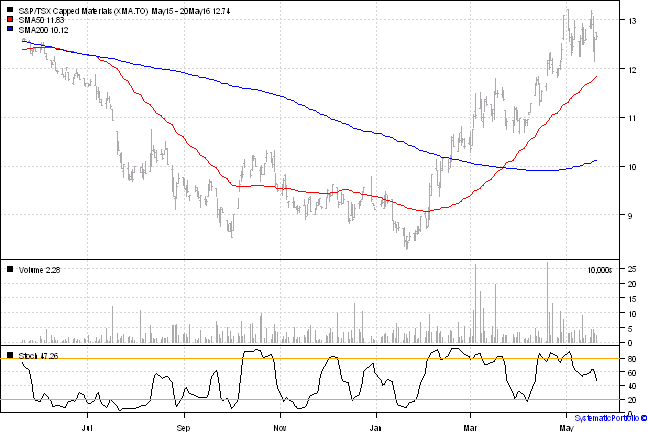 S&P/TSX Capped Materials (XMA.TO) May15 - 20May16 12.74
SMA50 11.83
SMA200 10.12
13
12
11
10
9
Volume 2.28
10,000s
25
20
15
10
5
0
Stoch 47.26
80
60
40
20
0
Jul
Sep
Nov
Jan
Mar
May
SystematicPortfolio ©